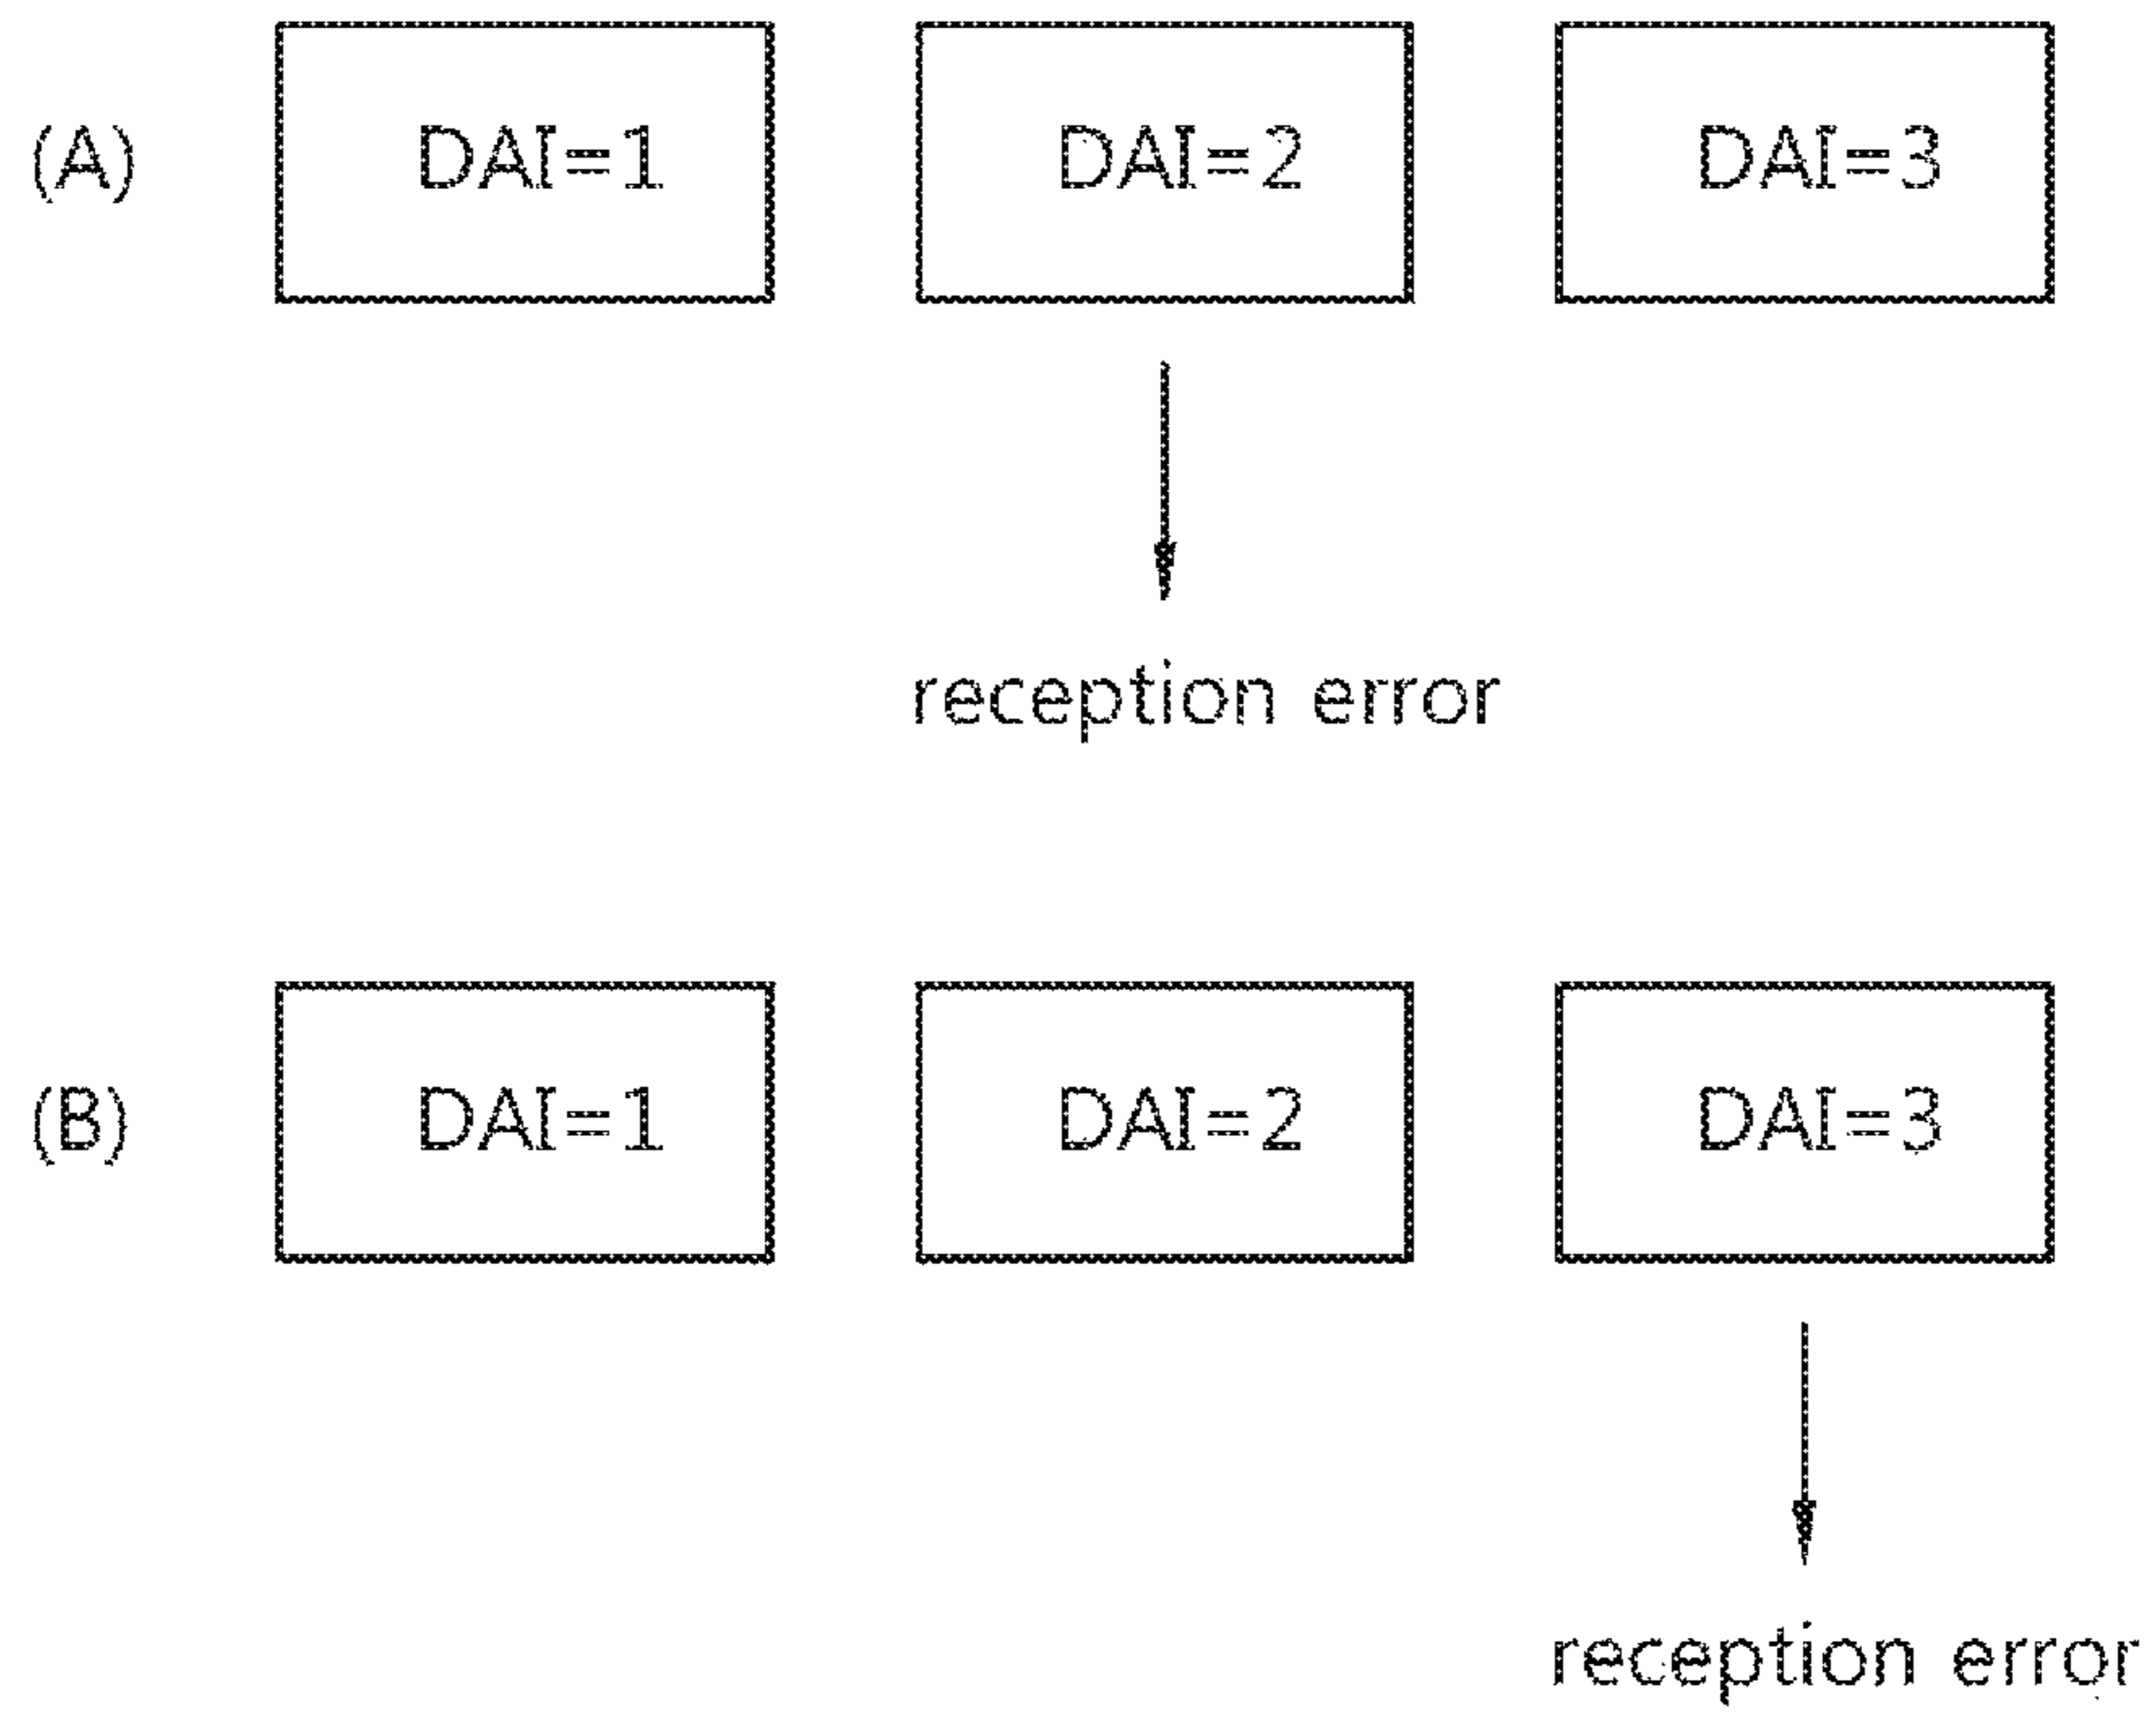 (A) DAI=1 DAI=2 DAI=3
reception error
(B) DAI=1 DAI=2 DAI=3
reception error